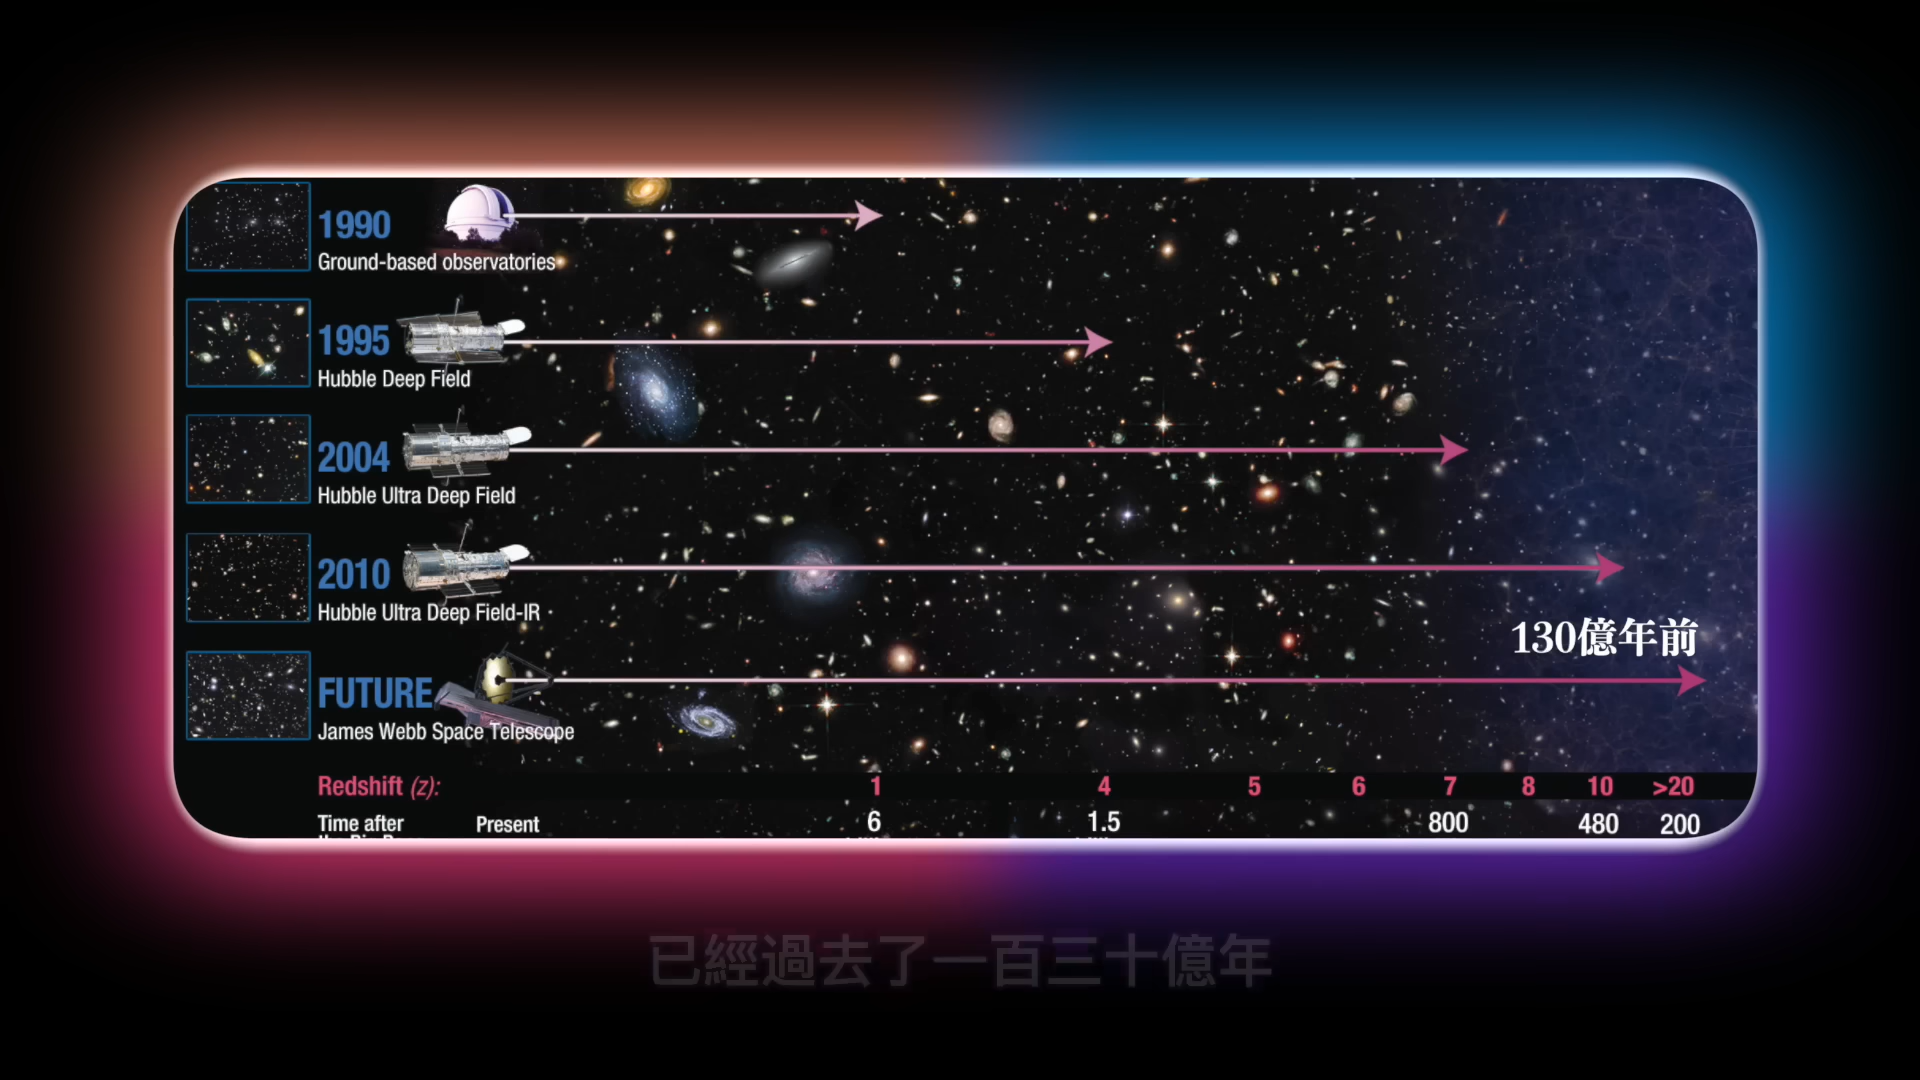 1990
Ground-based observatories
1995
Hubble Deep Field
2004
Hubble Ultra Deep Field
2010
Hubble Ultra Deep Field-IR
130億年前
FUTURE
James Webb Space Telescope
Redshift (z): 1 4 5 6 7 8 10 >20
Time after Present 6 1.5 800 480 200
已經過去了一百三十億年